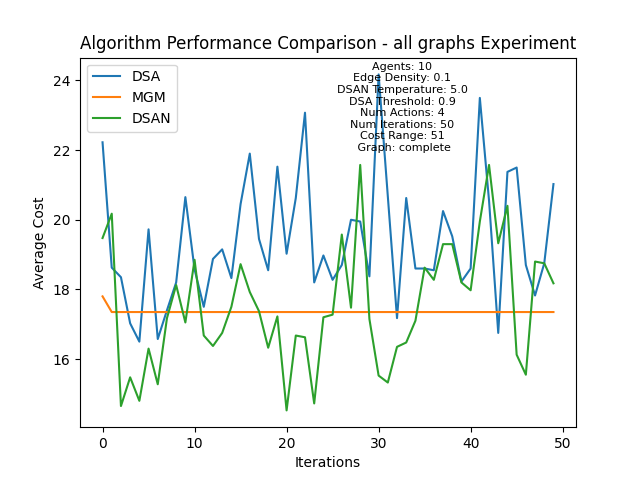 Algorithm Performance Comparison - all graphs Experiment
DSA
MGM
DSAN
Agents: 10
Edge Density: 0.1
DSAN Temperature: 5.0
DSA Threshold: 0.9
Num Actions: 4
Num Iterations: 50
Cost Range: 51
Graph: complete
Average Cost
24
22
20
18
16
0 10 20 30 40 50
Iterations